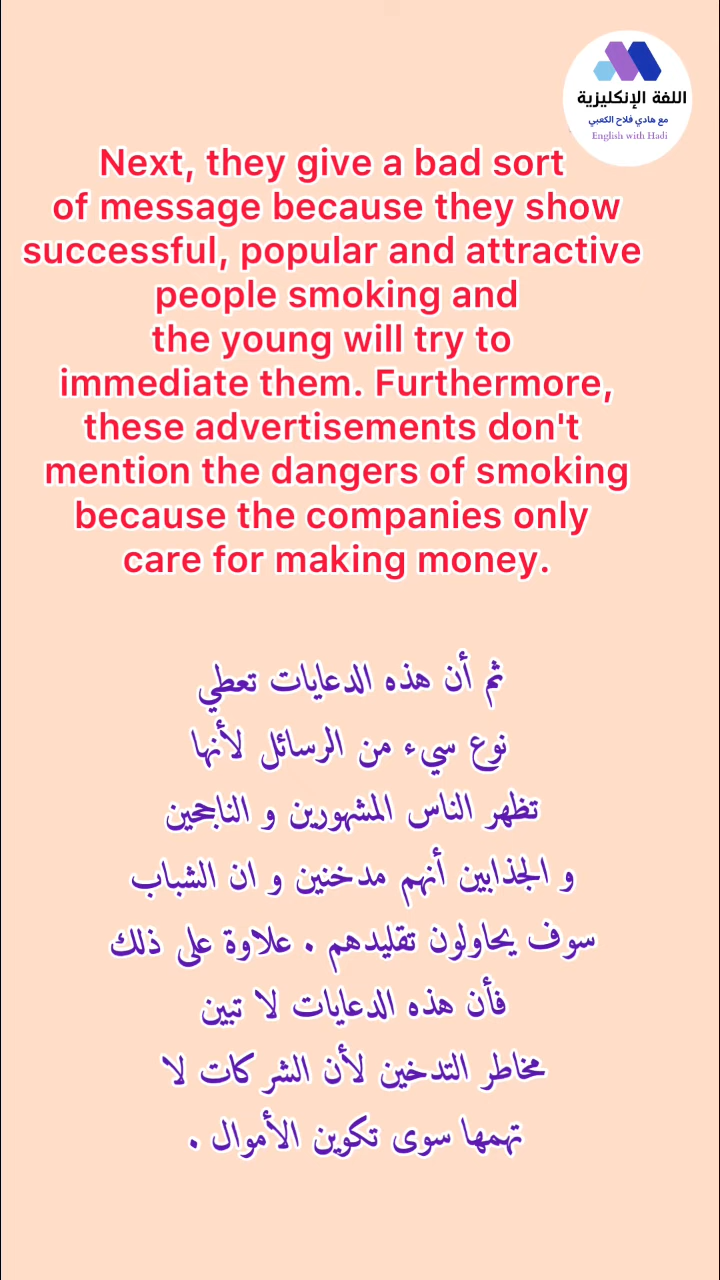 اللغة الإنكليزية
مع هادي فلاح الكعبي
English with Hadi
Next, they give a bad sort
of message because they show
successful, popular and attractive
people smoking and
the young will try to
immediate them. Furthermore,
these advertisements don't
mention the dangers of smoking
because the companies only
care for making money.
ثم أن هذه الدعايات تعطي
نوع سيء من الرسائل لأنها
تظهر الناس المشهورين و الناجحين
و الجذابين أنهم مدخنين و ان الشباب
سوف يحاولون تقليدهم . علاوة على ذلك
فأن هذه الدعايات لا تبين
مخاطر التدخين لأن الشركات لا
تهمها سوى تكوين الأموال .